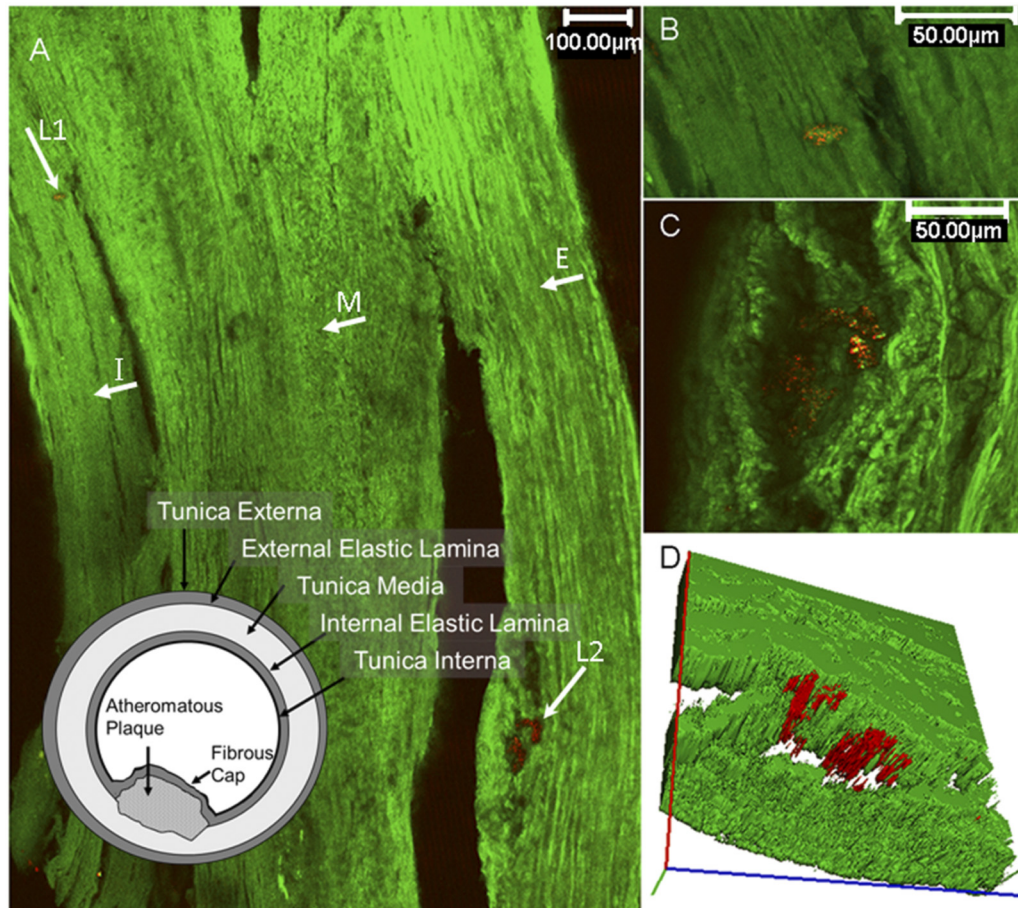 A
100.00µm
L1
E
M
I
Tunica Externa
External Elastic Lamina
Tunica Media
Internal Elastic Lamina
Tunica Interna
Atheromatous
Plaque
Fibrous
Cap
L2
B
50.00µm
C
50.00µm
D